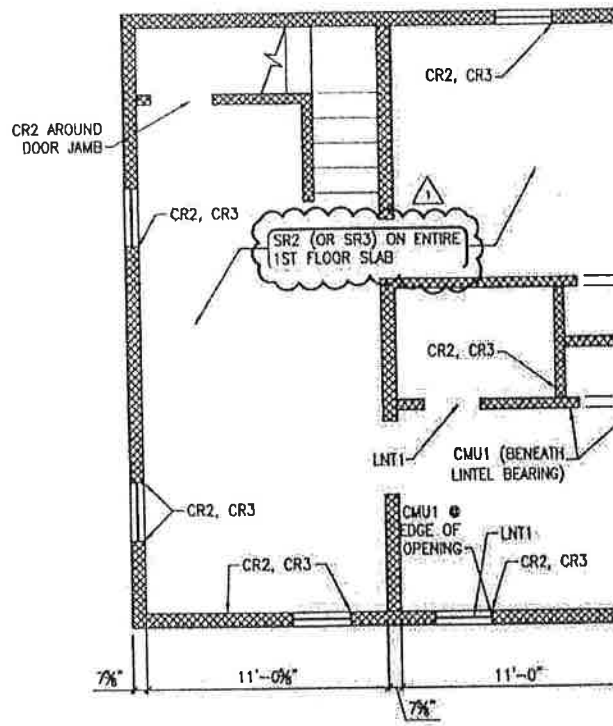 CR2, CR3
CR2 AROUND
DOOR JAMB
1
CR2, CR3
SR2 (OR SR3) ON ENTIRE
1ST FLOOR SLAB
CR2, CR3
LNT1
CMU1 (BENEATH
LINTEL BEARING)
CR2, CR3
CMU1 @
EDGE OF
OPENING
LNT1
CR2, CR3
CR2, CR3
7⅝"
11'-0⅝"
11'-0"
7⅝"